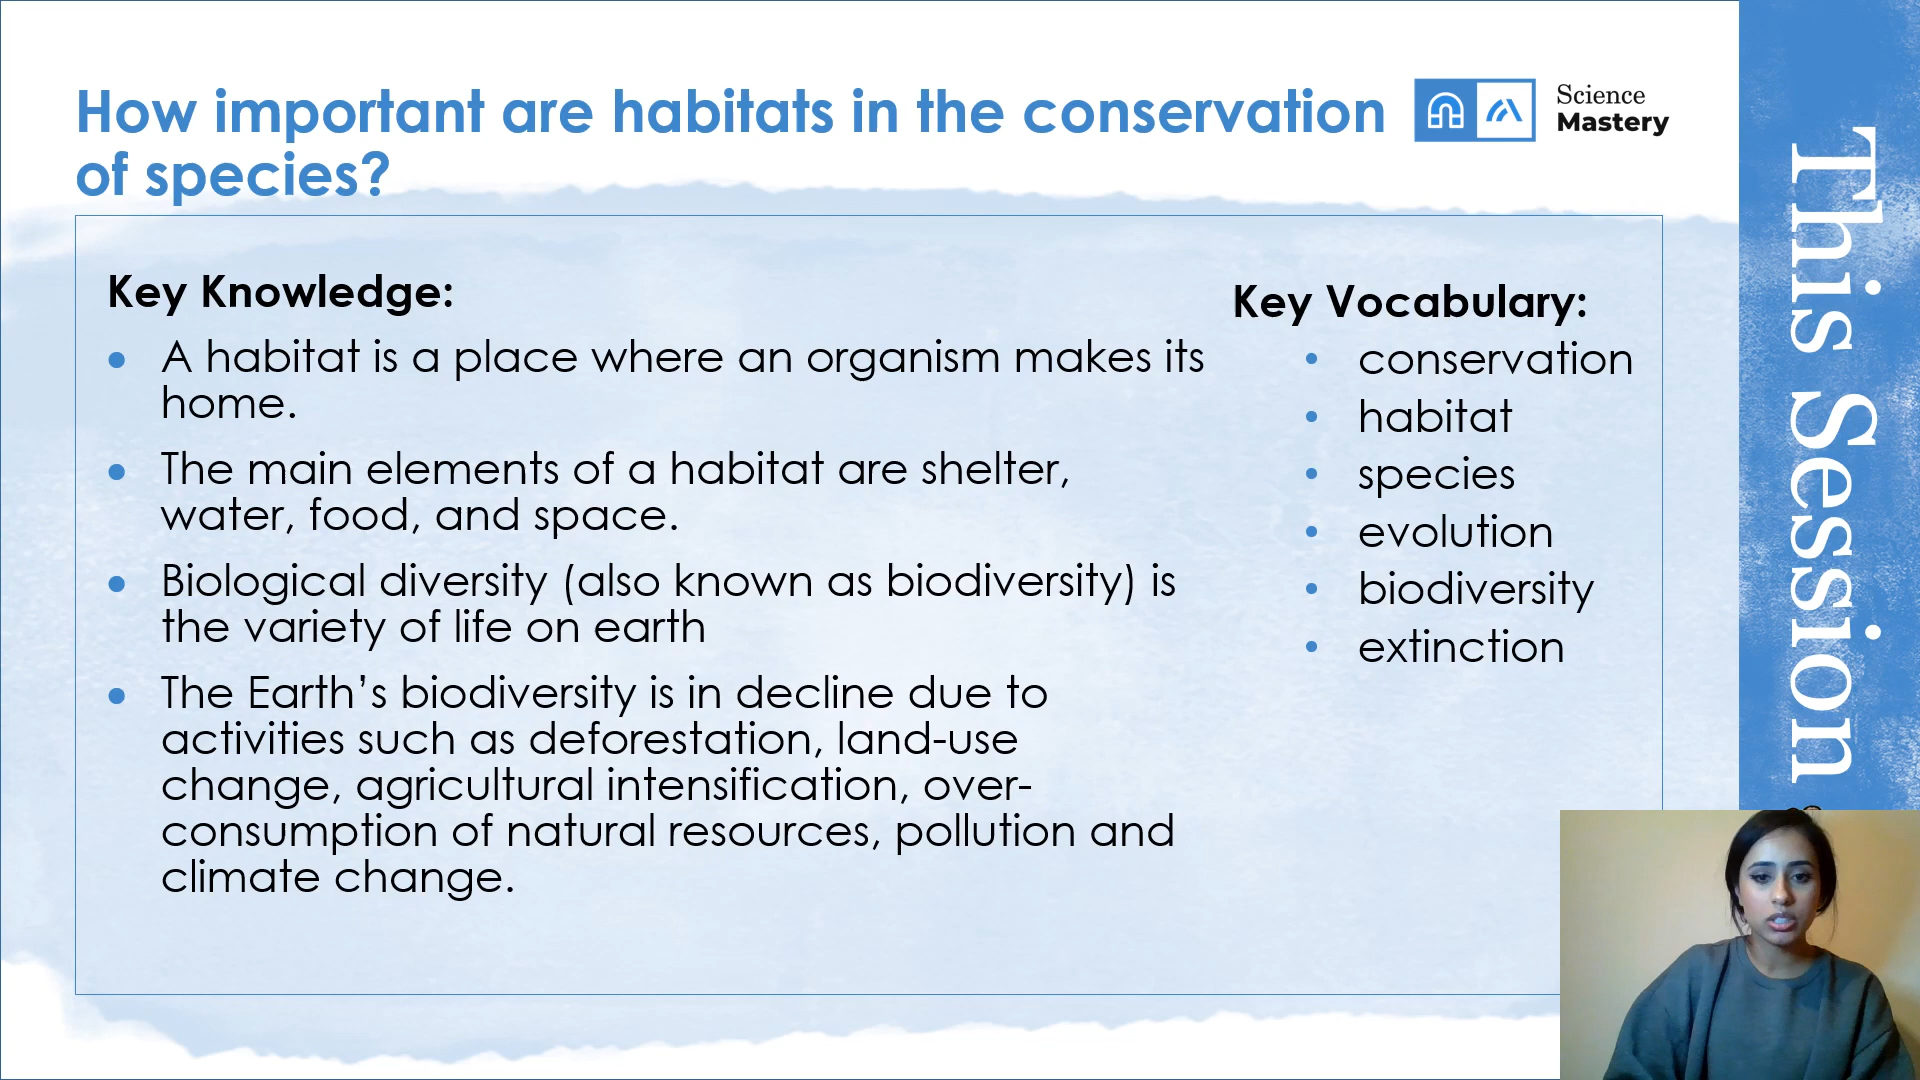 How important are habitats in the conservation
of species?
Science
Mastery
Key Knowledge:
• A habitat is a place where an organism makes its
home.
• The main elements of a habitat are shelter,
water, food, and space.
• Biological diversity (also known as biodiversity) is
the variety of life on earth
• The Earth’s biodiversity is in decline due to
activities such as deforestation, land-use
change, agricultural intensification, over-
consumption of natural resources, pollution and
climate change.
Key Vocabulary:
• conservation
• habitat
• species
• evolution
• biodiversity
• extinction
This Session